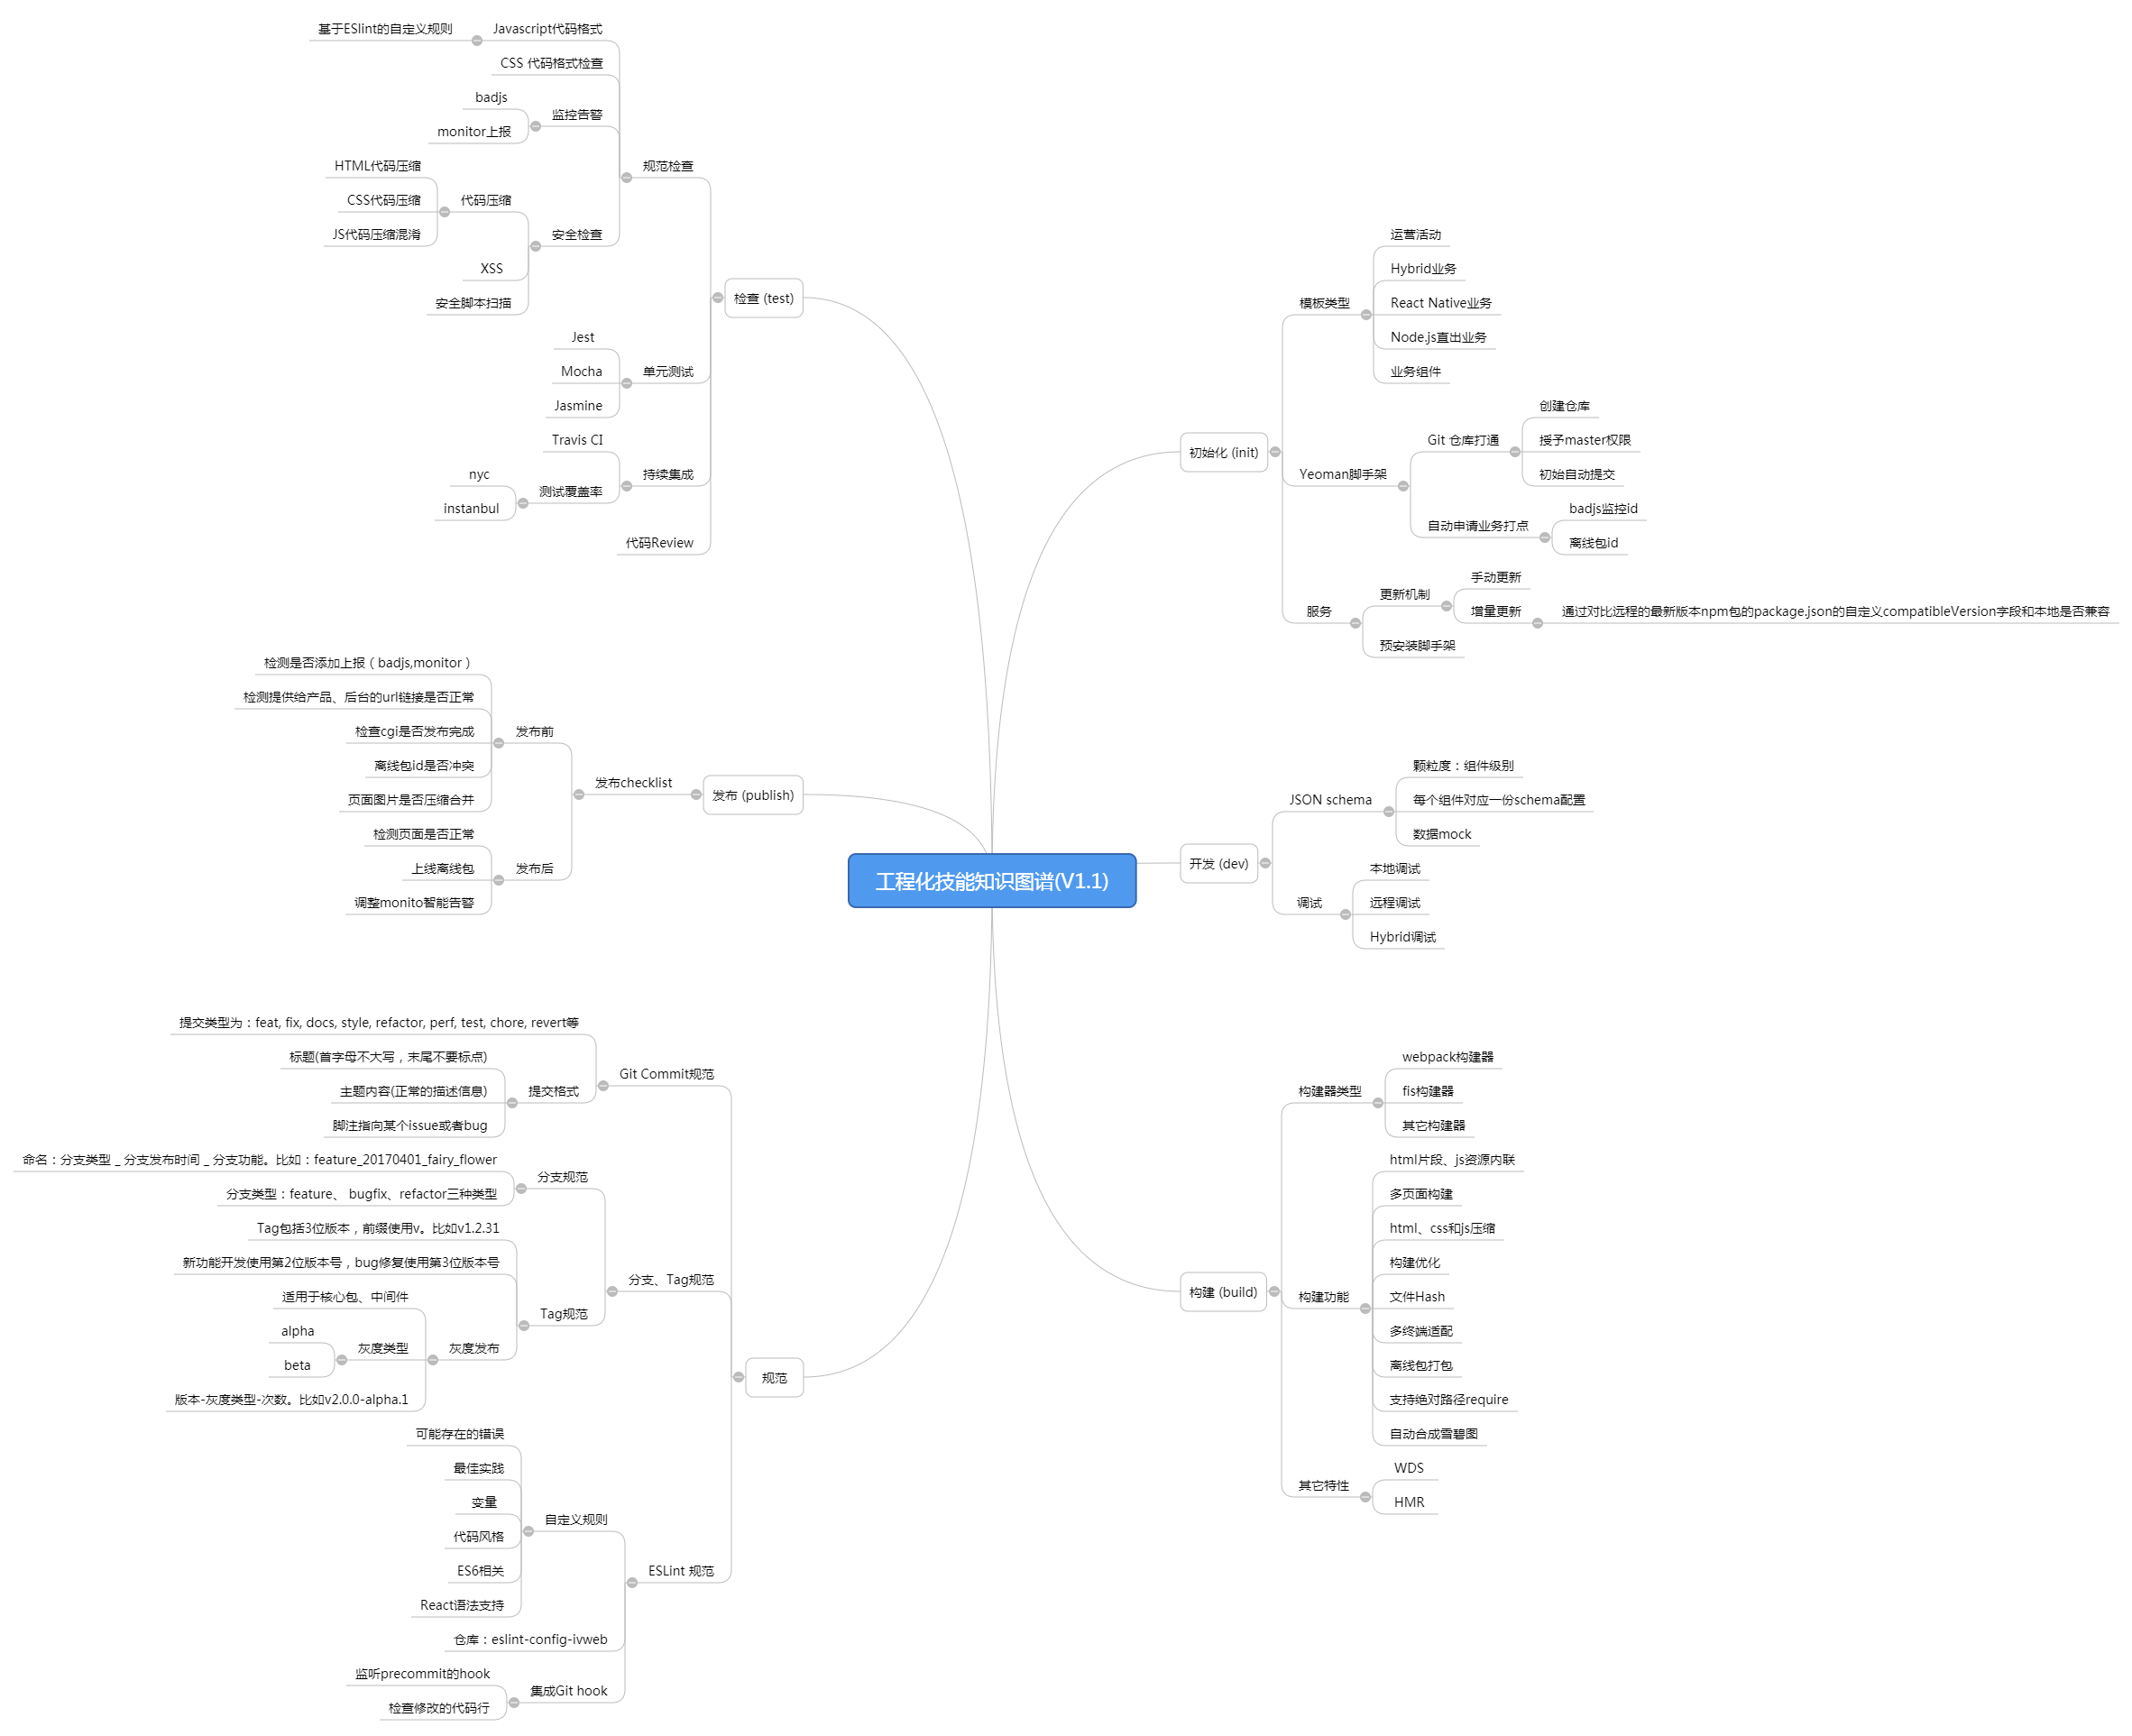 工程化技能知识图谱(V1.1)
检查 (test)
规范检查
Javascript代码格式
基于ESlint的自定义规则
CSS 代码格式检查
监控告警
badjs
monitor上报
安全检查
代码压缩
HTML代码压缩
CSS代码压缩
JS代码压缩混淆
XSS
安全脚本扫描
单元测试
Jest
Mocha
Jasmine
持续集成
Travis CI
测试覆盖率
nyc
instanbul
代码Review
发布 (publish)
发布checklist
发布前
检测是否添加上报（badjs,monitor）
检测提供给产品、后台的url链接是否正常
检查cgi是否发布完成
离线包id是否冲突
页面图片是否压缩合并
发布后
检测页面是否正常
上线离线包
调整monito智能告警
规范
Git Commit规范
提交类型为：feat, fix, docs, style, refactor, perf, test, chore, revert等
提交格式
标题(首字母不大写，末尾不要标点)
主题内容(正常的描述信息)
脚注指向某个issue或者bug
分支、Tag规范
分支规范
命名：分支类型 _ 分支发布时间 _ 分支功能。比如：feature_20170401_fairy_flower
分支类型：feature、 bugfix、refactor三种类型
Tag规范
Tag包括3位版本，前缀使用v。比如v1.2.31
新功能开发使用第2位版本号，bug修复使用第3位版本号
灰度发布
适用于核心包、中间件
灰度类型
alpha
beta
版本-灰度类型-次数。比如v2.0.0-alpha.1
ESLint 规范
自定义规则
可能存在的错误
最佳实践
变量
代码风格
ES6相关
React语法支持
仓库：eslint-config-ivweb
集成Git hook
监听precommit的hook
检查修改的代码行
初始化 (init)
模板类型
运营活动
Hybrid业务
React Native业务
Node.js直出业务
业务组件
Yeoman脚手架
Git 仓库打通
创建仓库
授予master权限
初始自动提交
自动申请业务打点
badjs监控id
离线包id
服务
更新机制
手动更新
增量更新
通过对比远程的最新版本npm包的package.json的自定义compatibleVersion字段和本地是否兼容
预安装脚手架
开发 (dev)
JSON schema
颗粒度：组件级别
每个组件对应一份schema配置
数据mock
调试
本地调试
远程调试
Hybrid调试
构建 (build)
构建器类型
webpack构建器
fis构建器
其它构建器
构建功能
html片段、js资源内联
多页面构建
html、css和js压缩
构建优化
文件Hash
多终端适配
离线包打包
支持绝对路径require
自动合成雪碧图
其它特性
WDS
HMR